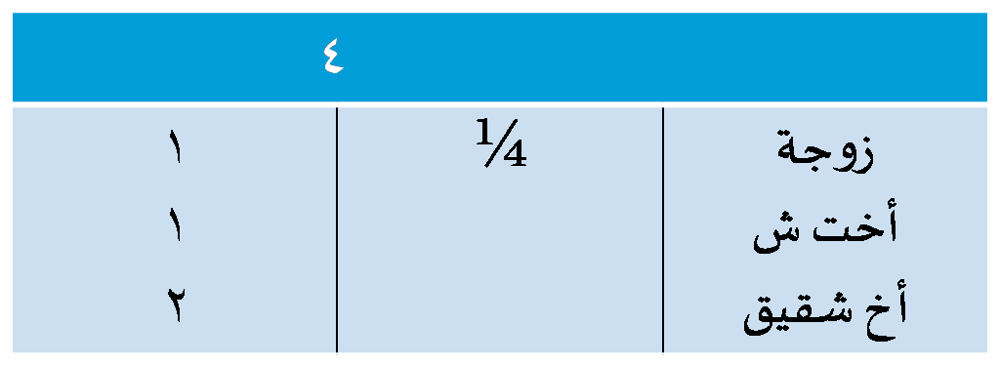 ٤
زوجة ¼ ١
أخت ش ١
أخ شقيق ٢